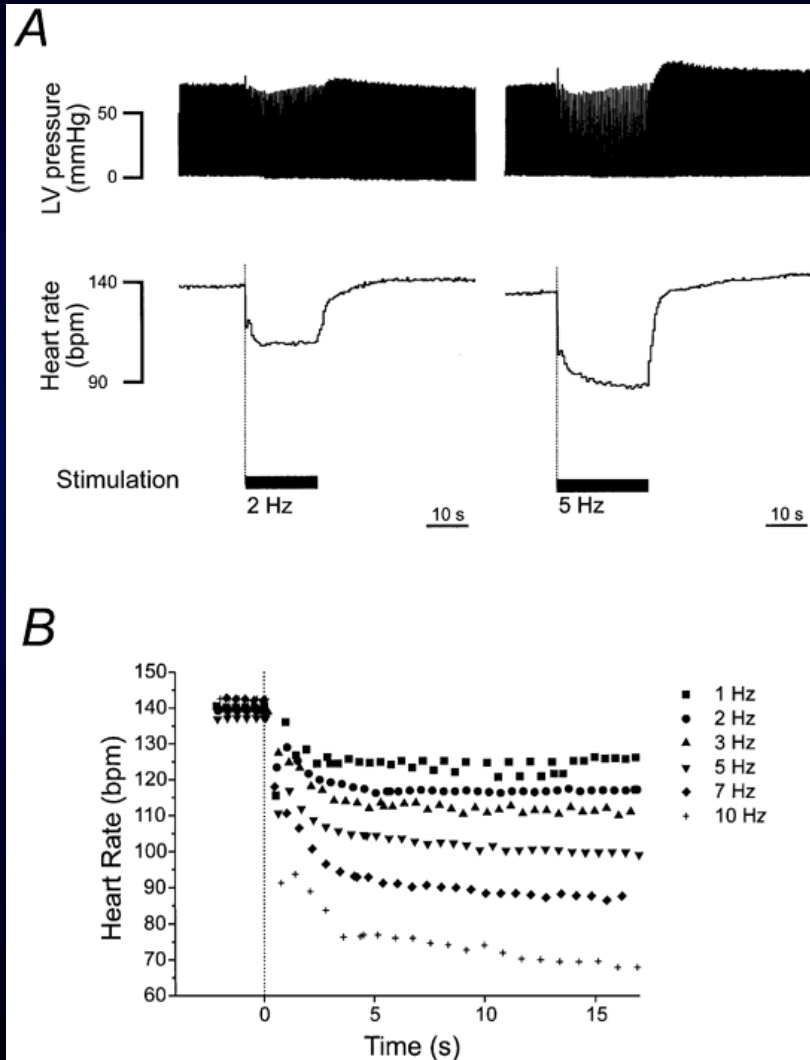 A
LV pressure
(mmHg)
50
0
Heart rate
(bpm)
140
90
Stimulation
2 Hz
5 Hz
10 s
10 s
B
Heart Rate (bpm)
150
140
130
120
110
100
90
80
70
60
0
5
10
15
Time (s)
1 Hz
2 Hz
3 Hz
5 Hz
7 Hz
10 Hz